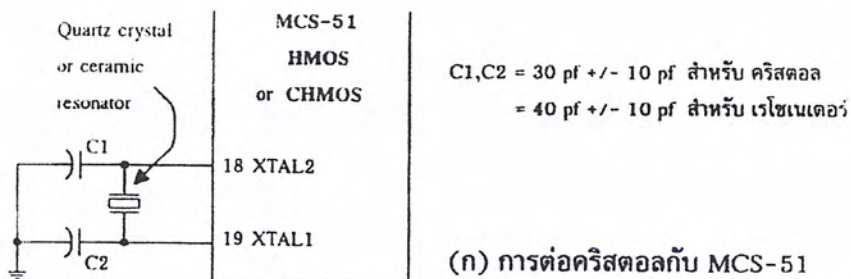 Quartz crystal
or ceramic
resonator
MCS-51
HMOS
or CHMOS
C1,C2 = 30 pf +/- 10 pf สำหรับ คริสตอล
= 40 pf +/- 10 pf สำหรับ เรโซเนเตอร์
C1
18 XTAL2
19 XTAL1
C2
(ก) การต่อคริสตอลกับ MCS-51